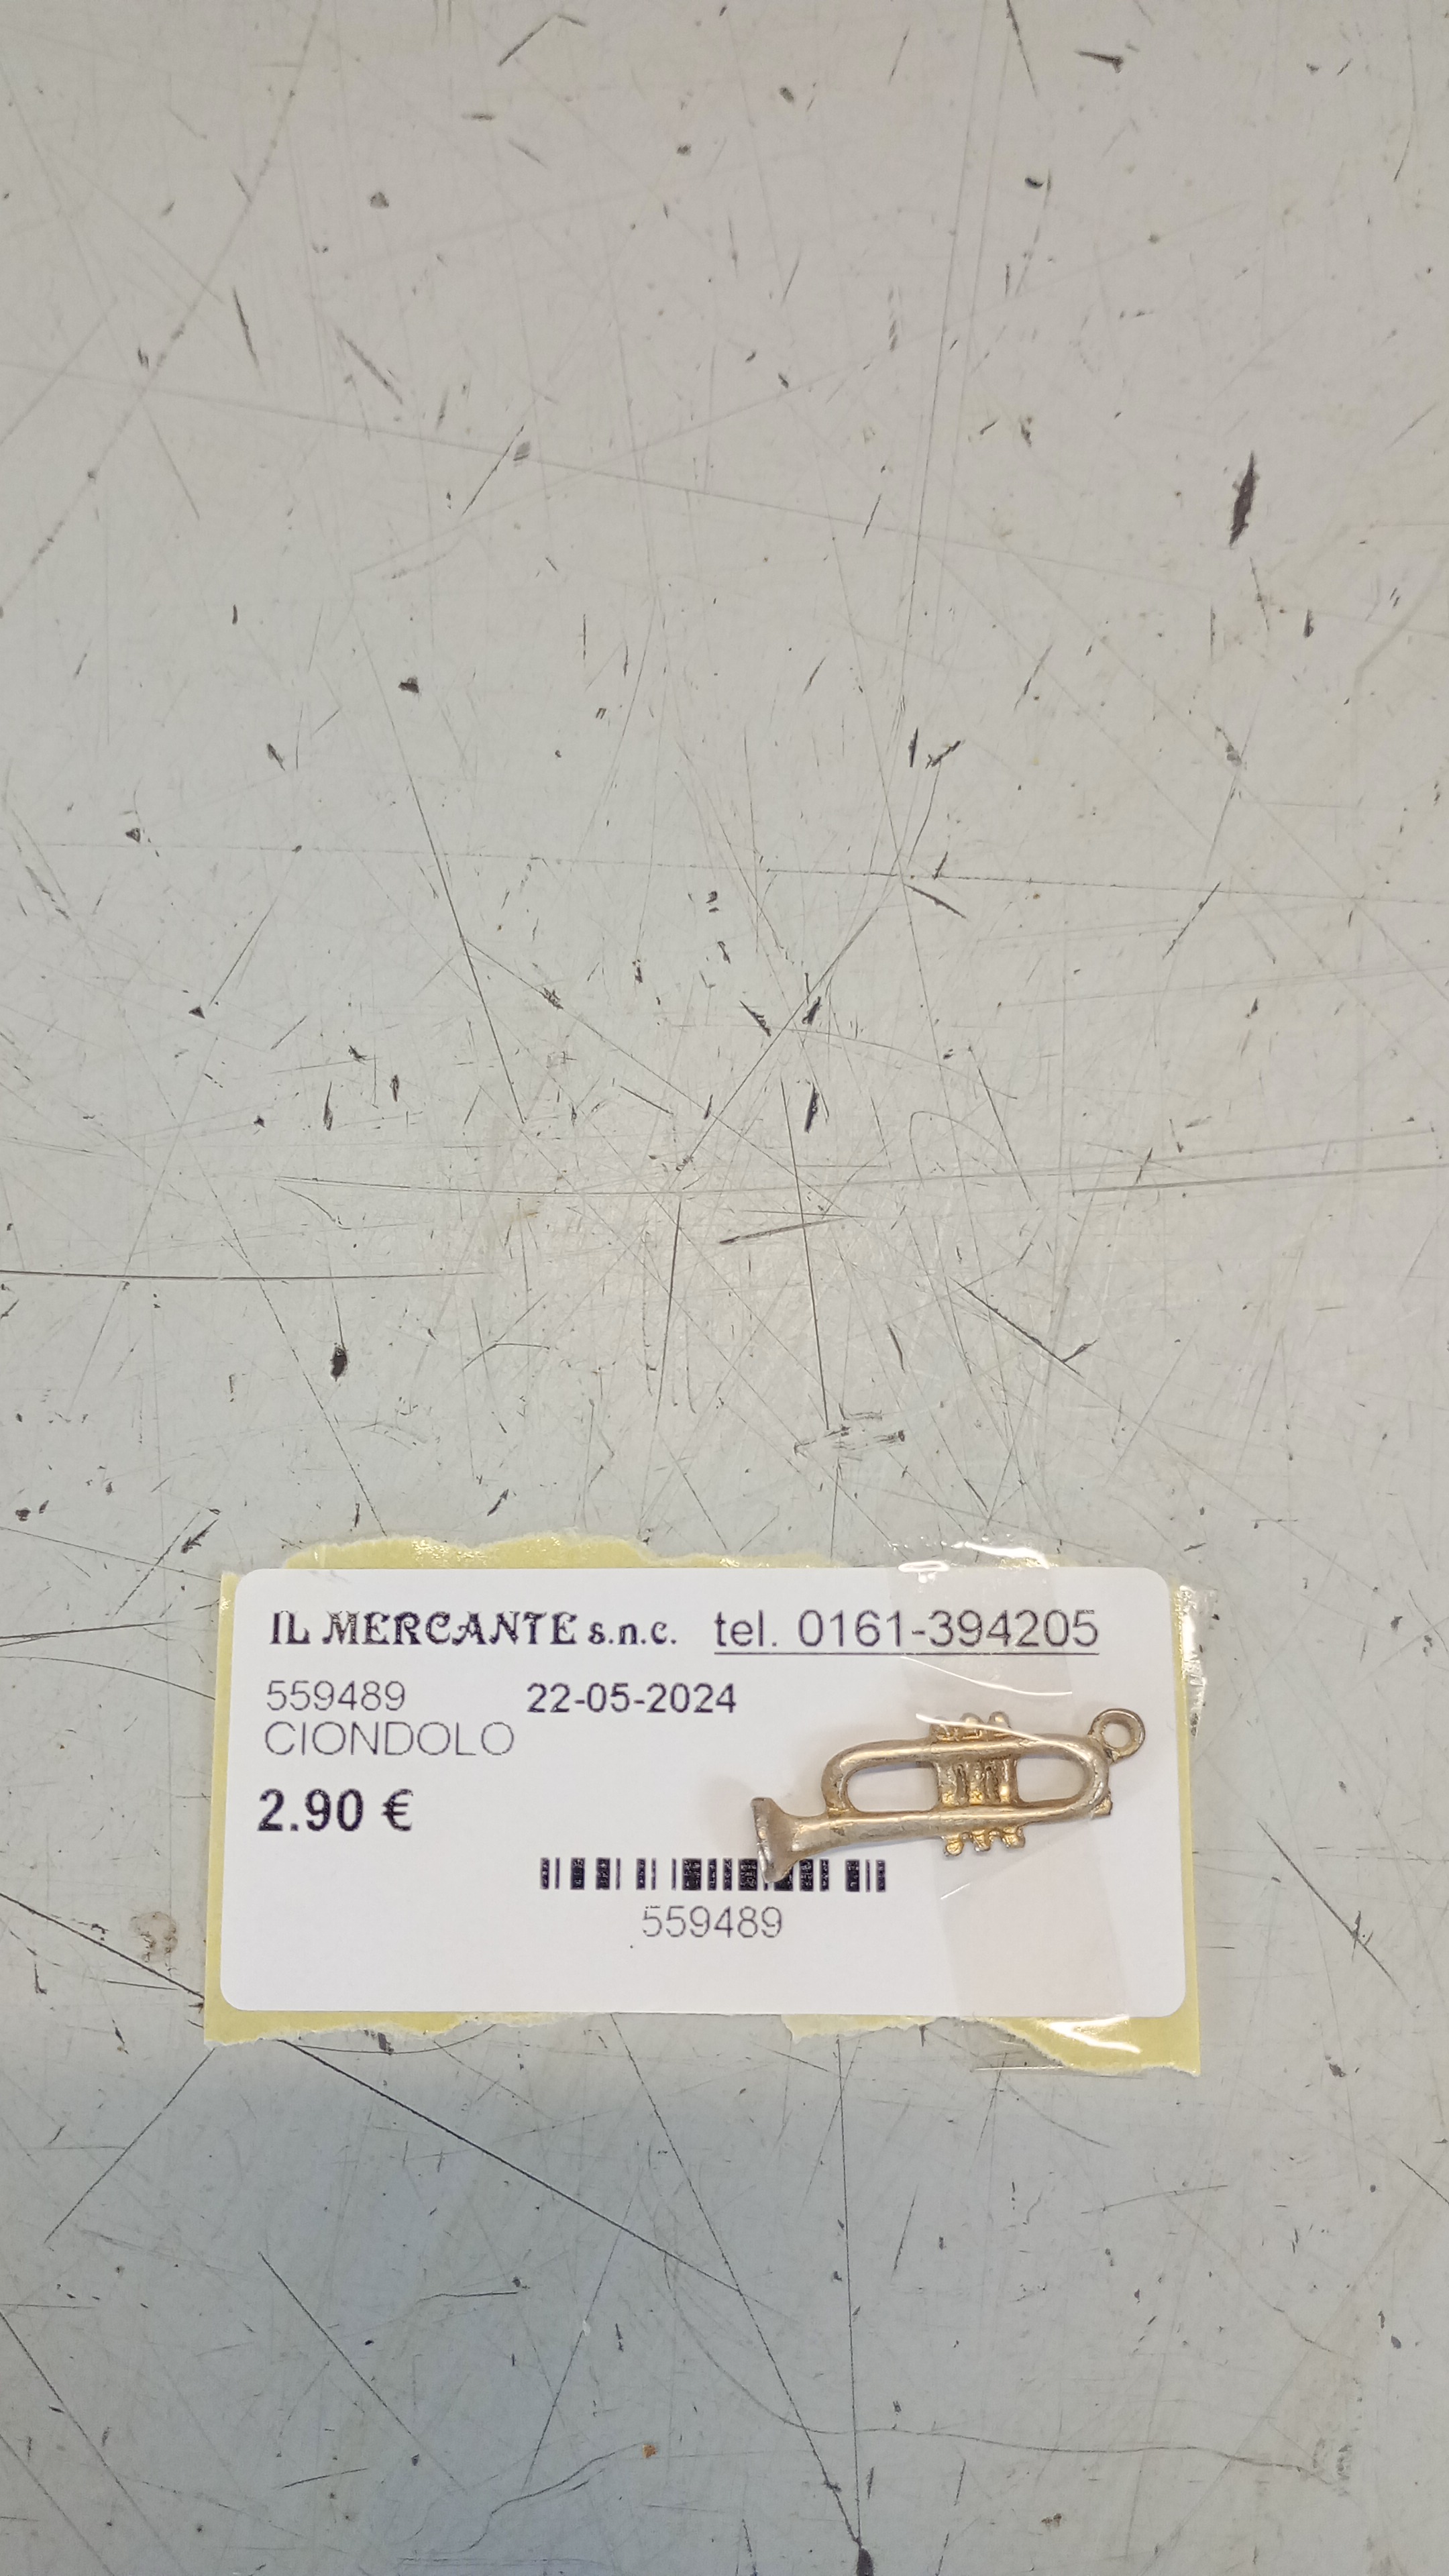 IL MERCANTE s.n.c. tel. 0161-394205
559489 22-05-2024
CIONDOLO
2.90 €
559489